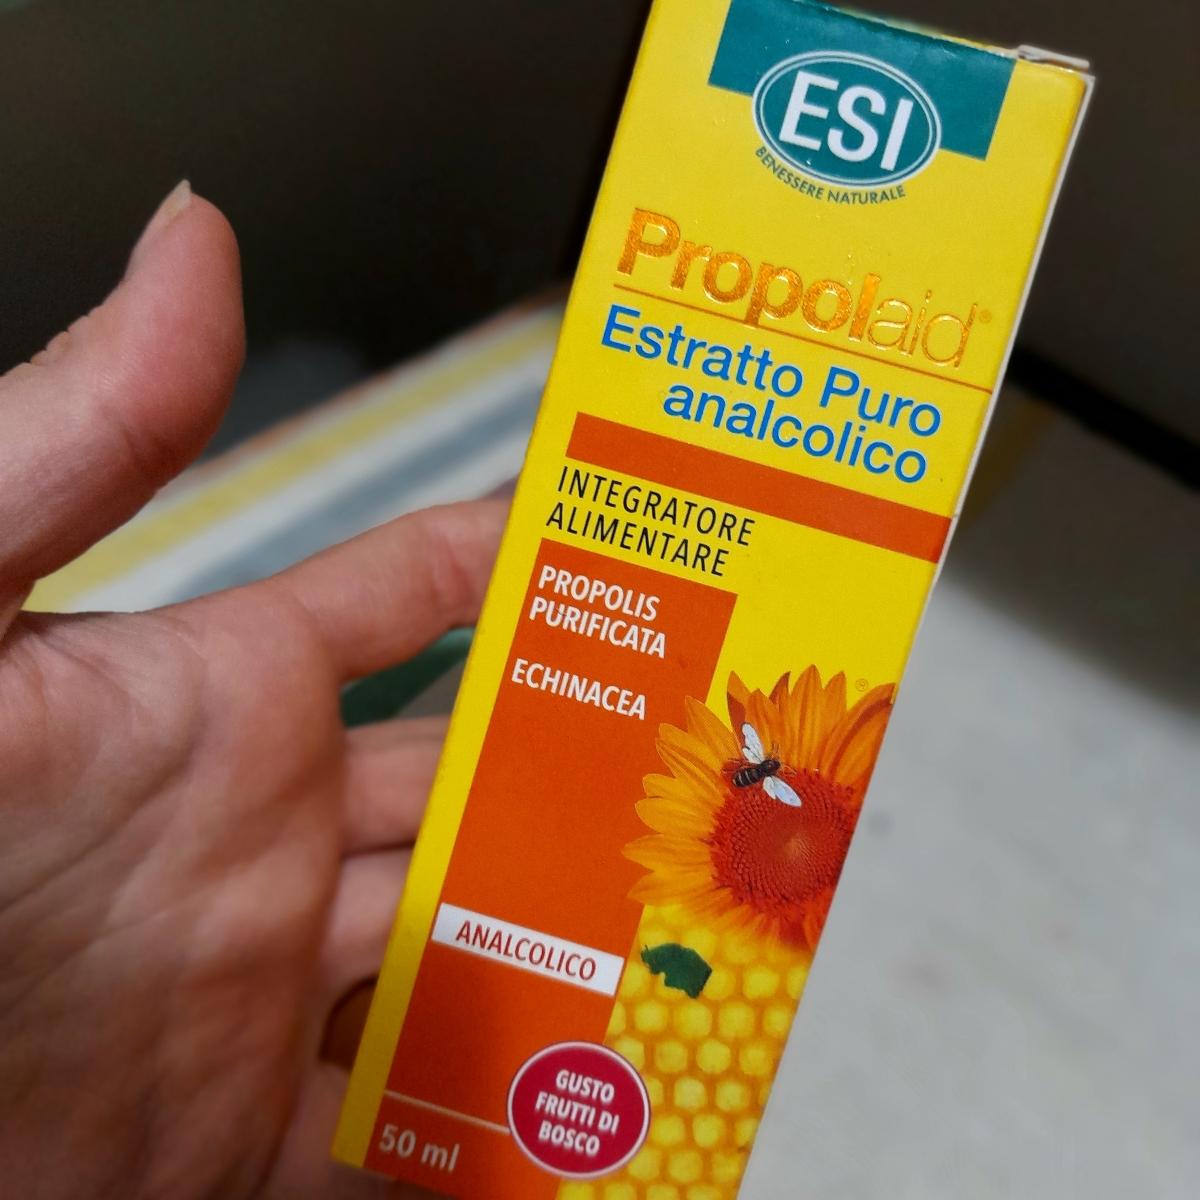 ESI
BENESSERE NATURALE
Propolaid®
Estratto Puro
analcolico
INTEGRATORE
ALIMENTARE
PROPOLIS
PURIFICATA
ECHINACEA
®
ANALCOLICO
GUSTO
FRUTTI DI
BOSCO
50 ml